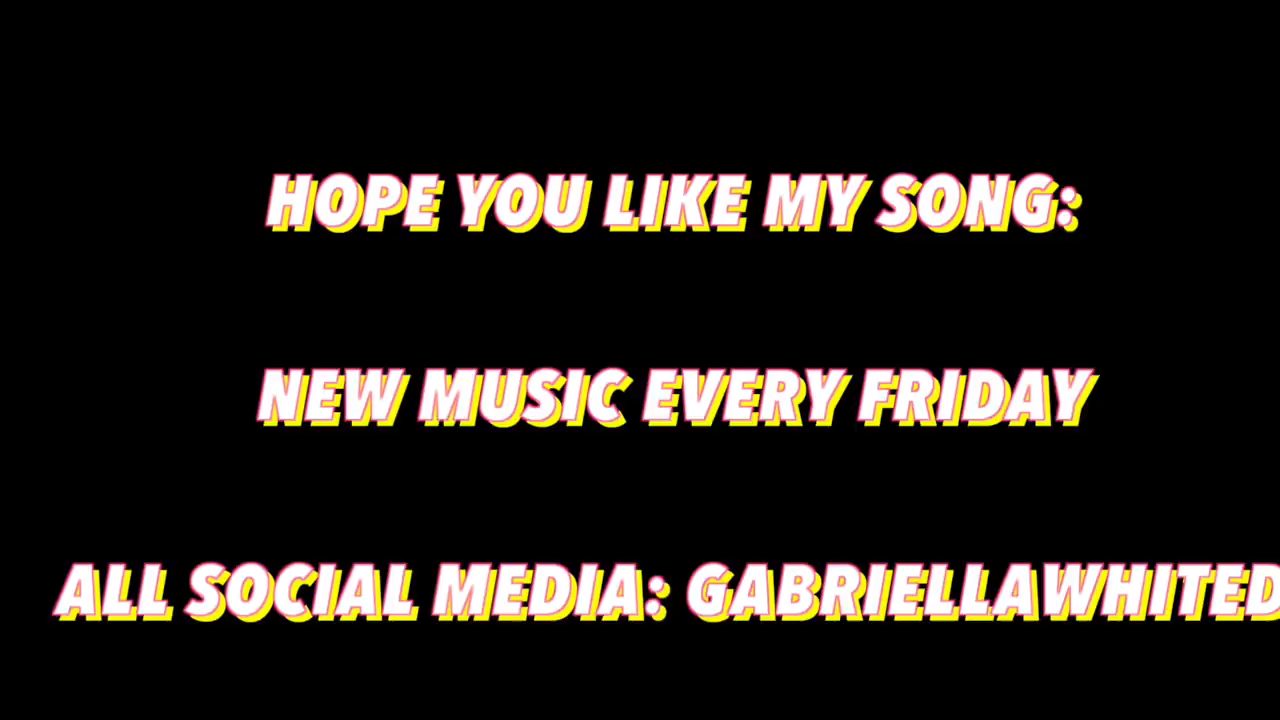 HOPE YOU LIKE MY SONG:
NEW MUSIC EVERY FRIDAY
ALL SOCIAL MEDIA: GABRIELLAWHITED